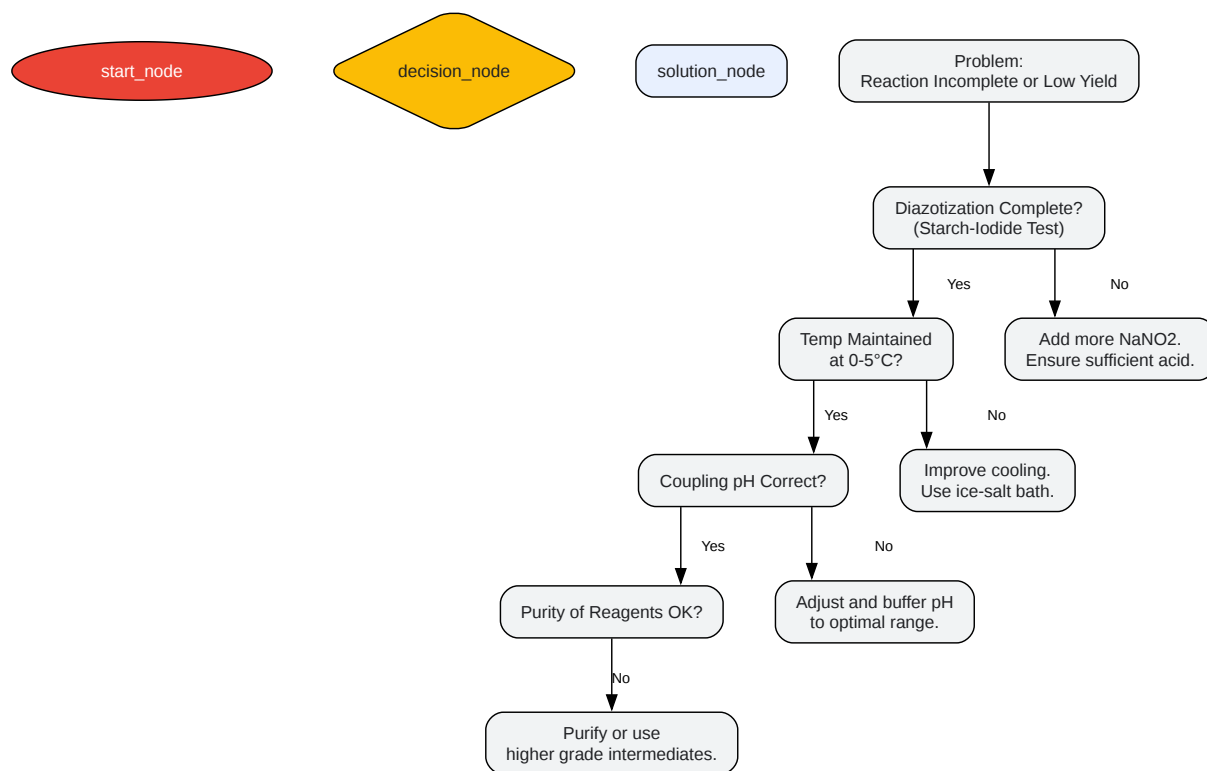 start_node
decision_node
solution_node
Problem:
Reaction Incomplete or Low Yield
Diazotization Complete?
(Starch-Iodide Test)
Yes
No
Temp Maintained
at 0-5°C?
Add more NaNO2.
Ensure sufficient acid.
Yes
No
Coupling pH Correct?
Improve cooling.
Use ice-salt bath.
Yes
No
Purity of Reagents OK?
Adjust and buffer pH
to optimal range.
No
Purify or use
higher grade intermediates.